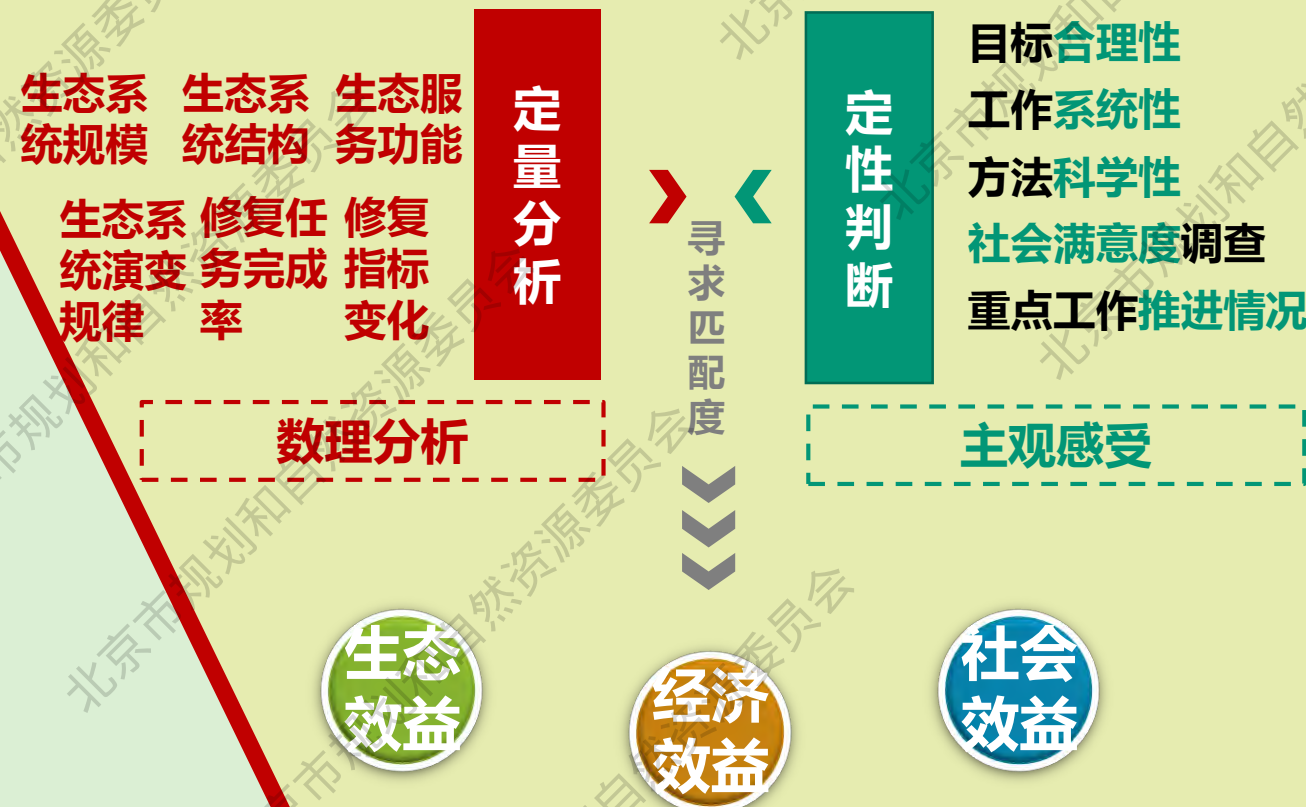 生态系
统规模
生态系
统结构
生态服
务功能
生态系
统演变
规律
修复任
务完成
率
修复
指标
变化
定量分析
数理分析
寻求匹配度
定性判断
目标合理性
工作系统性
方法科学性
社会满意度调查
重点工作推进情况
主观感受
生态
效益
经济
效益
社会
效益
北京市规划和自然资源委员会